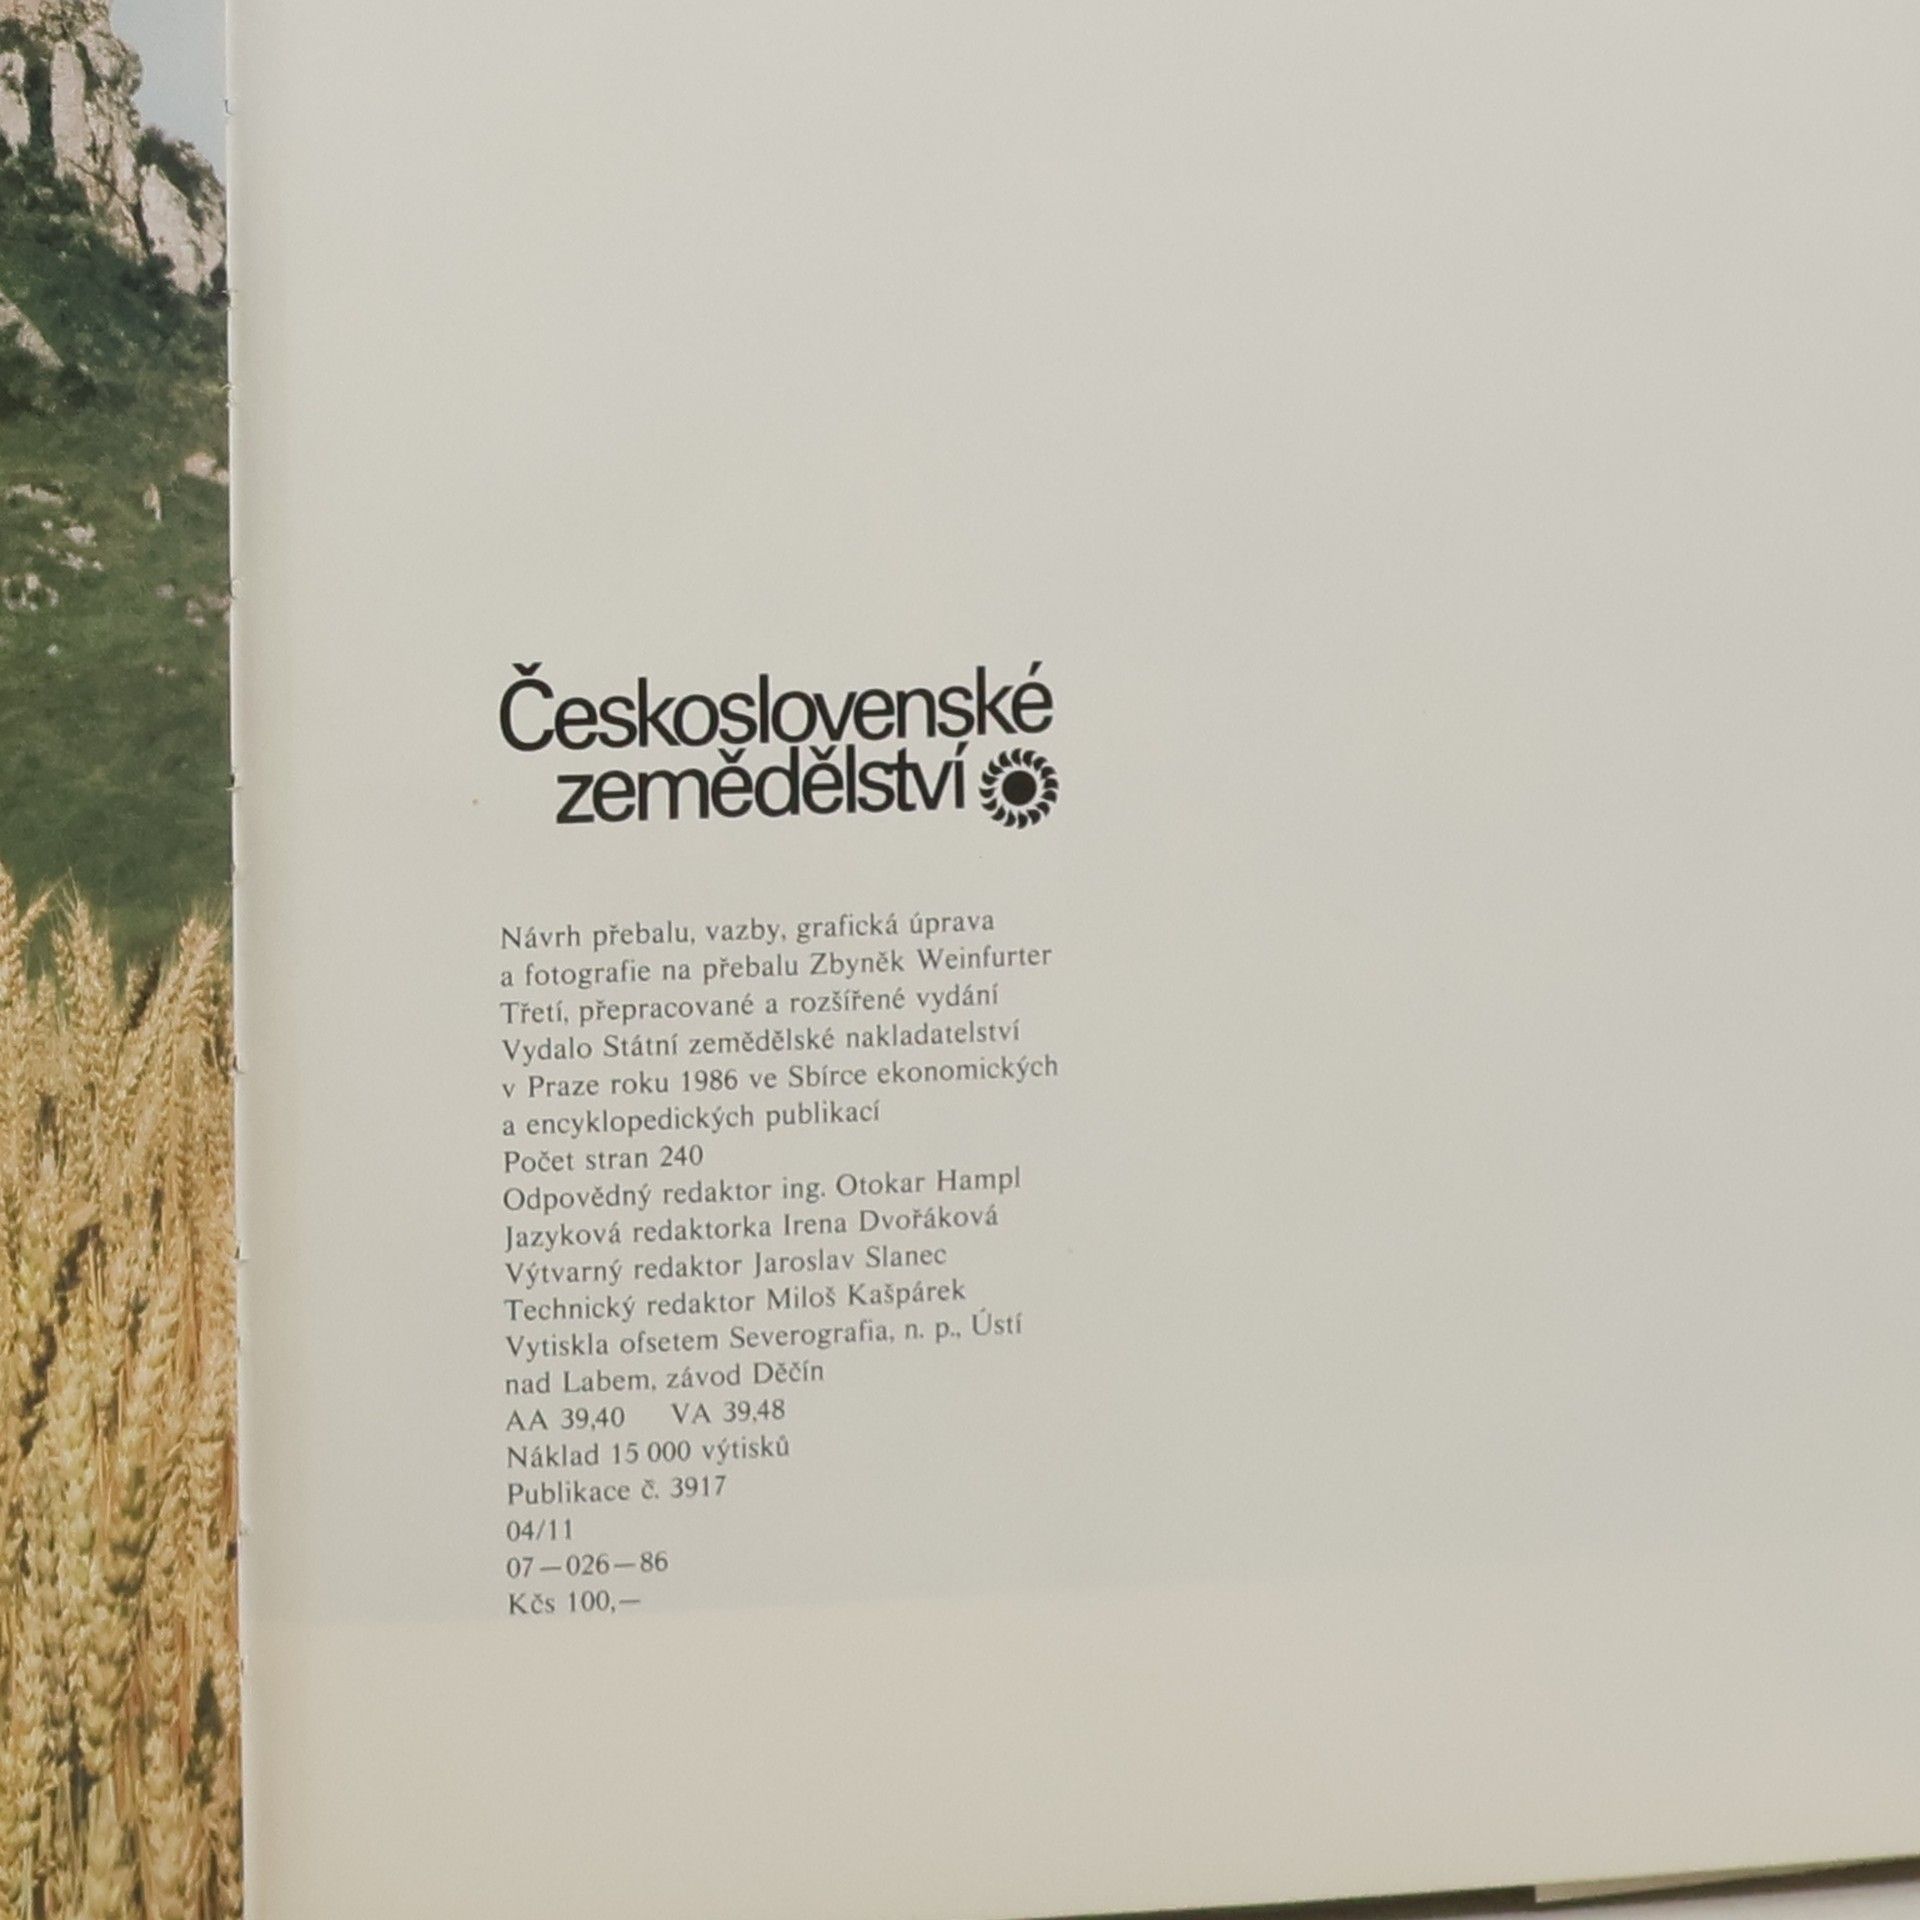 Československé
zemědělství
Návrh přebalu, vazby, grafická úprava
a fotografie na přebalu Zbyněk Weinfurter
Třetí, přepracované a rozšířené vydání
Vydalo Státní zemědělské nakladatelství
v Praze roku 1986 ve Sbírce ekonomických
a encyklopedických publikací
Počet stran 240
Odpovědný redaktor ing. Otokar Hampl
Jazyková redaktorka Irena Dvořáková
Výtvarný redaktor Jaroslav Slanec
Technický redaktor Miloš Kašpárek
Vytiskla ofsetem Severografia, n. p., Ústí
nad Labem, závod Děčín
AA 39,40 VA 39,48
Náklad 15 000 výtisků
Publikace č. 3917
04/11
07—026—86
Kčs 100,—